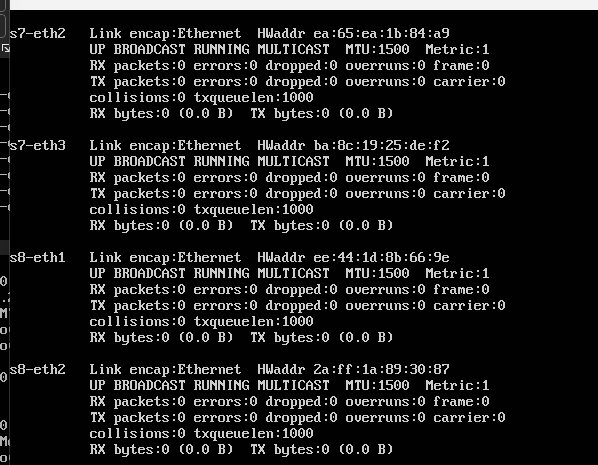 s7-eth2 Link encap:Ethernet HWaddr ea:65:ea:1b:84:a9
UP BROADCAST RUNNING MULTICAST MTU:1500 Metric:1
RX packets:0 errors:0 dropped:0 overruns:0 frame:0
TX packets:0 errors:0 dropped:0 overruns:0 carrier:0
collisions:0 txqueuelen:1000
RX bytes:0 (0.0 B) TX bytes:0 (0.0 B)
s7-eth3 Link encap:Ethernet HWaddr ba:8c:19:25:de:f2
UP BROADCAST RUNNING MULTICAST MTU:1500 Metric:1
RX packets:0 errors:0 dropped:0 overruns:0 frame:0
TX packets:0 errors:0 dropped:0 overruns:0 carrier:0
collisions:0 txqueuelen:1000
RX bytes:0 (0.0 B) TX bytes:0 (0.0 B)
s8-eth1 Link encap:Ethernet HWaddr ee:44:1d:8b:66:9e
UP BROADCAST RUNNING MULTICAST MTU:1500 Metric:1
RX packets:0 errors:0 dropped:0 overruns:0 frame:0
TX packets:0 errors:0 dropped:0 overruns:0 carrier:0
collisions:0 txqueuelen:1000
RX bytes:0 (0.0 B) TX bytes:0 (0.0 B)
s8-eth2 Link encap:Ethernet HWaddr 2a:ff:1a:89:30:87
UP BROADCAST RUNNING MULTICAST MTU:1500 Metric:1
RX packets:0 errors:0 dropped:0 overruns:0 frame:0
TX packets:0 errors:0 dropped:0 overruns:0 carrier:0
collisions:0 txqueuelen:1000
RX bytes:0 (0.0 B) TX bytes:0 (0.0 B)